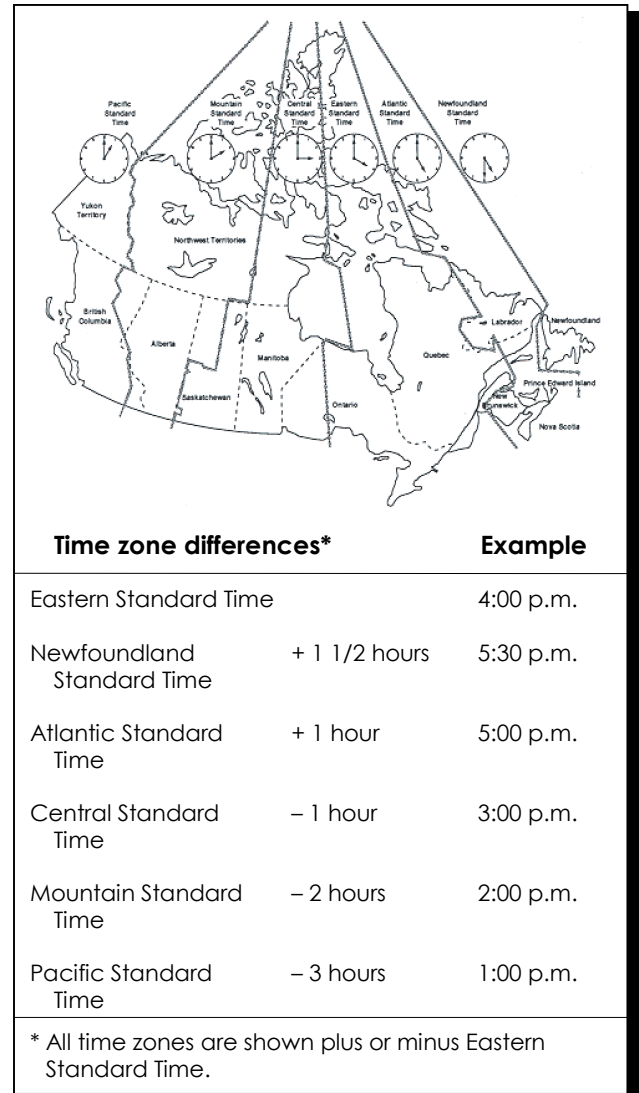 Pacific
Standard
Time
Mountain
Standard
Time
Central
Standard
Time
Eastern
Standard
Time
Atlantic
Standard
Time
Newfoundland
Standard
Time
Yukon
Territory
Northwest Territories
British
Columbia
Alberta
Saskatchewan
Manitoba
Ontario
Quebec
Labrador
Newfoundland
Prince Edward Island
New
Brunswick
Nova Scotia
Time zone differences* Example
Eastern Standard Time 4:00 p.m.
Newfoundland + 1 1/2 hours 5:30 p.m.
Standard Time
Atlantic Standard + 1 hour 5:00 p.m.
Time
Central Standard – 1 hour 3:00 p.m.
Time
Mountain Standard – 2 hours 2:00 p.m.
Time
Pacific Standard – 3 hours 1:00 p.m.
Time
* All time zones are shown plus or minus Eastern
Standard Time.